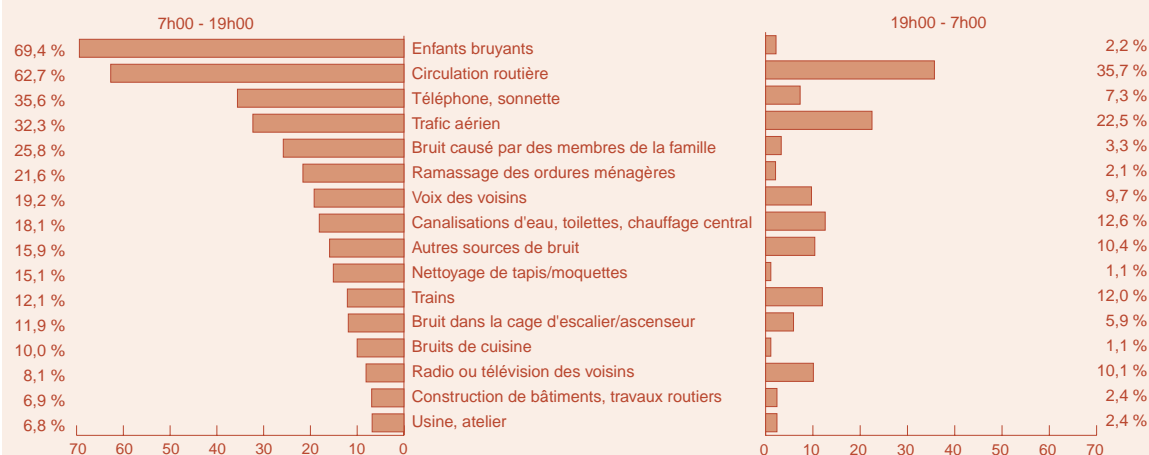 7h00 - 19h00 19h00 - 7h00
69,4 % Enfants bruyants 2,2 %
62,7 % Circulation routière 35,7 %
35,6 % Téléphone, sonnette 7,3 %
32,3 % Trafic aérien 22,5 %
25,8 % Bruit causé par des membres de la famille 3,3 %
21,6 % Ramassage des ordures ménagères 2,1 %
19,2 % Voix des voisins 9,7 %
18,1 % Canalisations d'eau, toilettes, chauffage central 12,6 %
15,9 % Autres sources de bruit 10,4 %
15,1 % Nettoyage de tapis/moquettes 1,1 %
12,1 % Trains 12,0 %
11,9 % Bruit dans la cage d'escalier/ascenseur 5,9 %
10,0 % Bruits de cuisine 1,1 %
8,1 % Radio ou télévision des voisins 10,1 %
6,9 % Construction de bâtiments, travaux routiers 2,4 %
6,8 % Usine, atelier 2,4 %
70 60 50 40 30 20 10 0 0 10 20 30 40 50 60 70